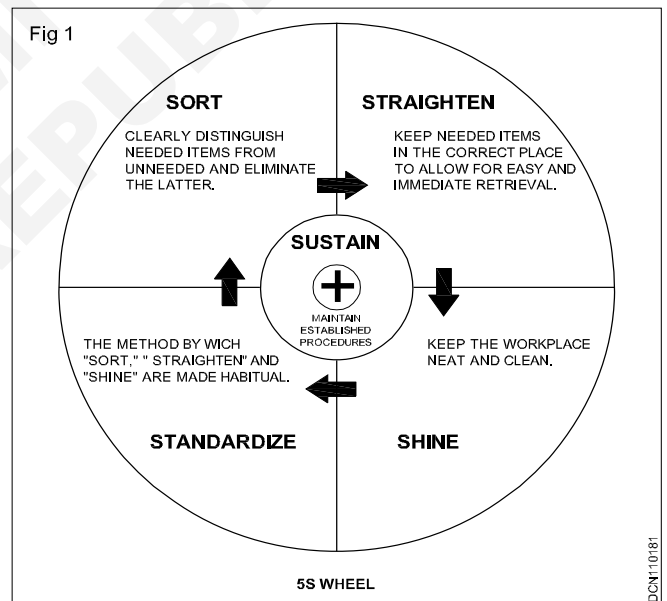 Fig 1
SORT
CLEARLY DISTINGUISH
NEEDED ITEMS FROM
UNNEEDED AND ELIMINATE
THE LATTER.
STRAIGHTEN
KEEP NEEDED ITEMS
IN THE CORRECT PLACE
TO ALLOW FOR EASY AND
IMMEDIATE RETRIEVAL.
SUSTAIN
MAINTAIN
ESTABLISHED
PROCEDURES
THE METHOD BY WICH
"SORT," " STRAIGHTEN" AND
"SHINE" ARE MADE HABITUAL.
STANDARDIZE
KEEP THE WORKPLACE
NEAT AND CLEAN.
SHINE
5S WHEEL
DCN110181